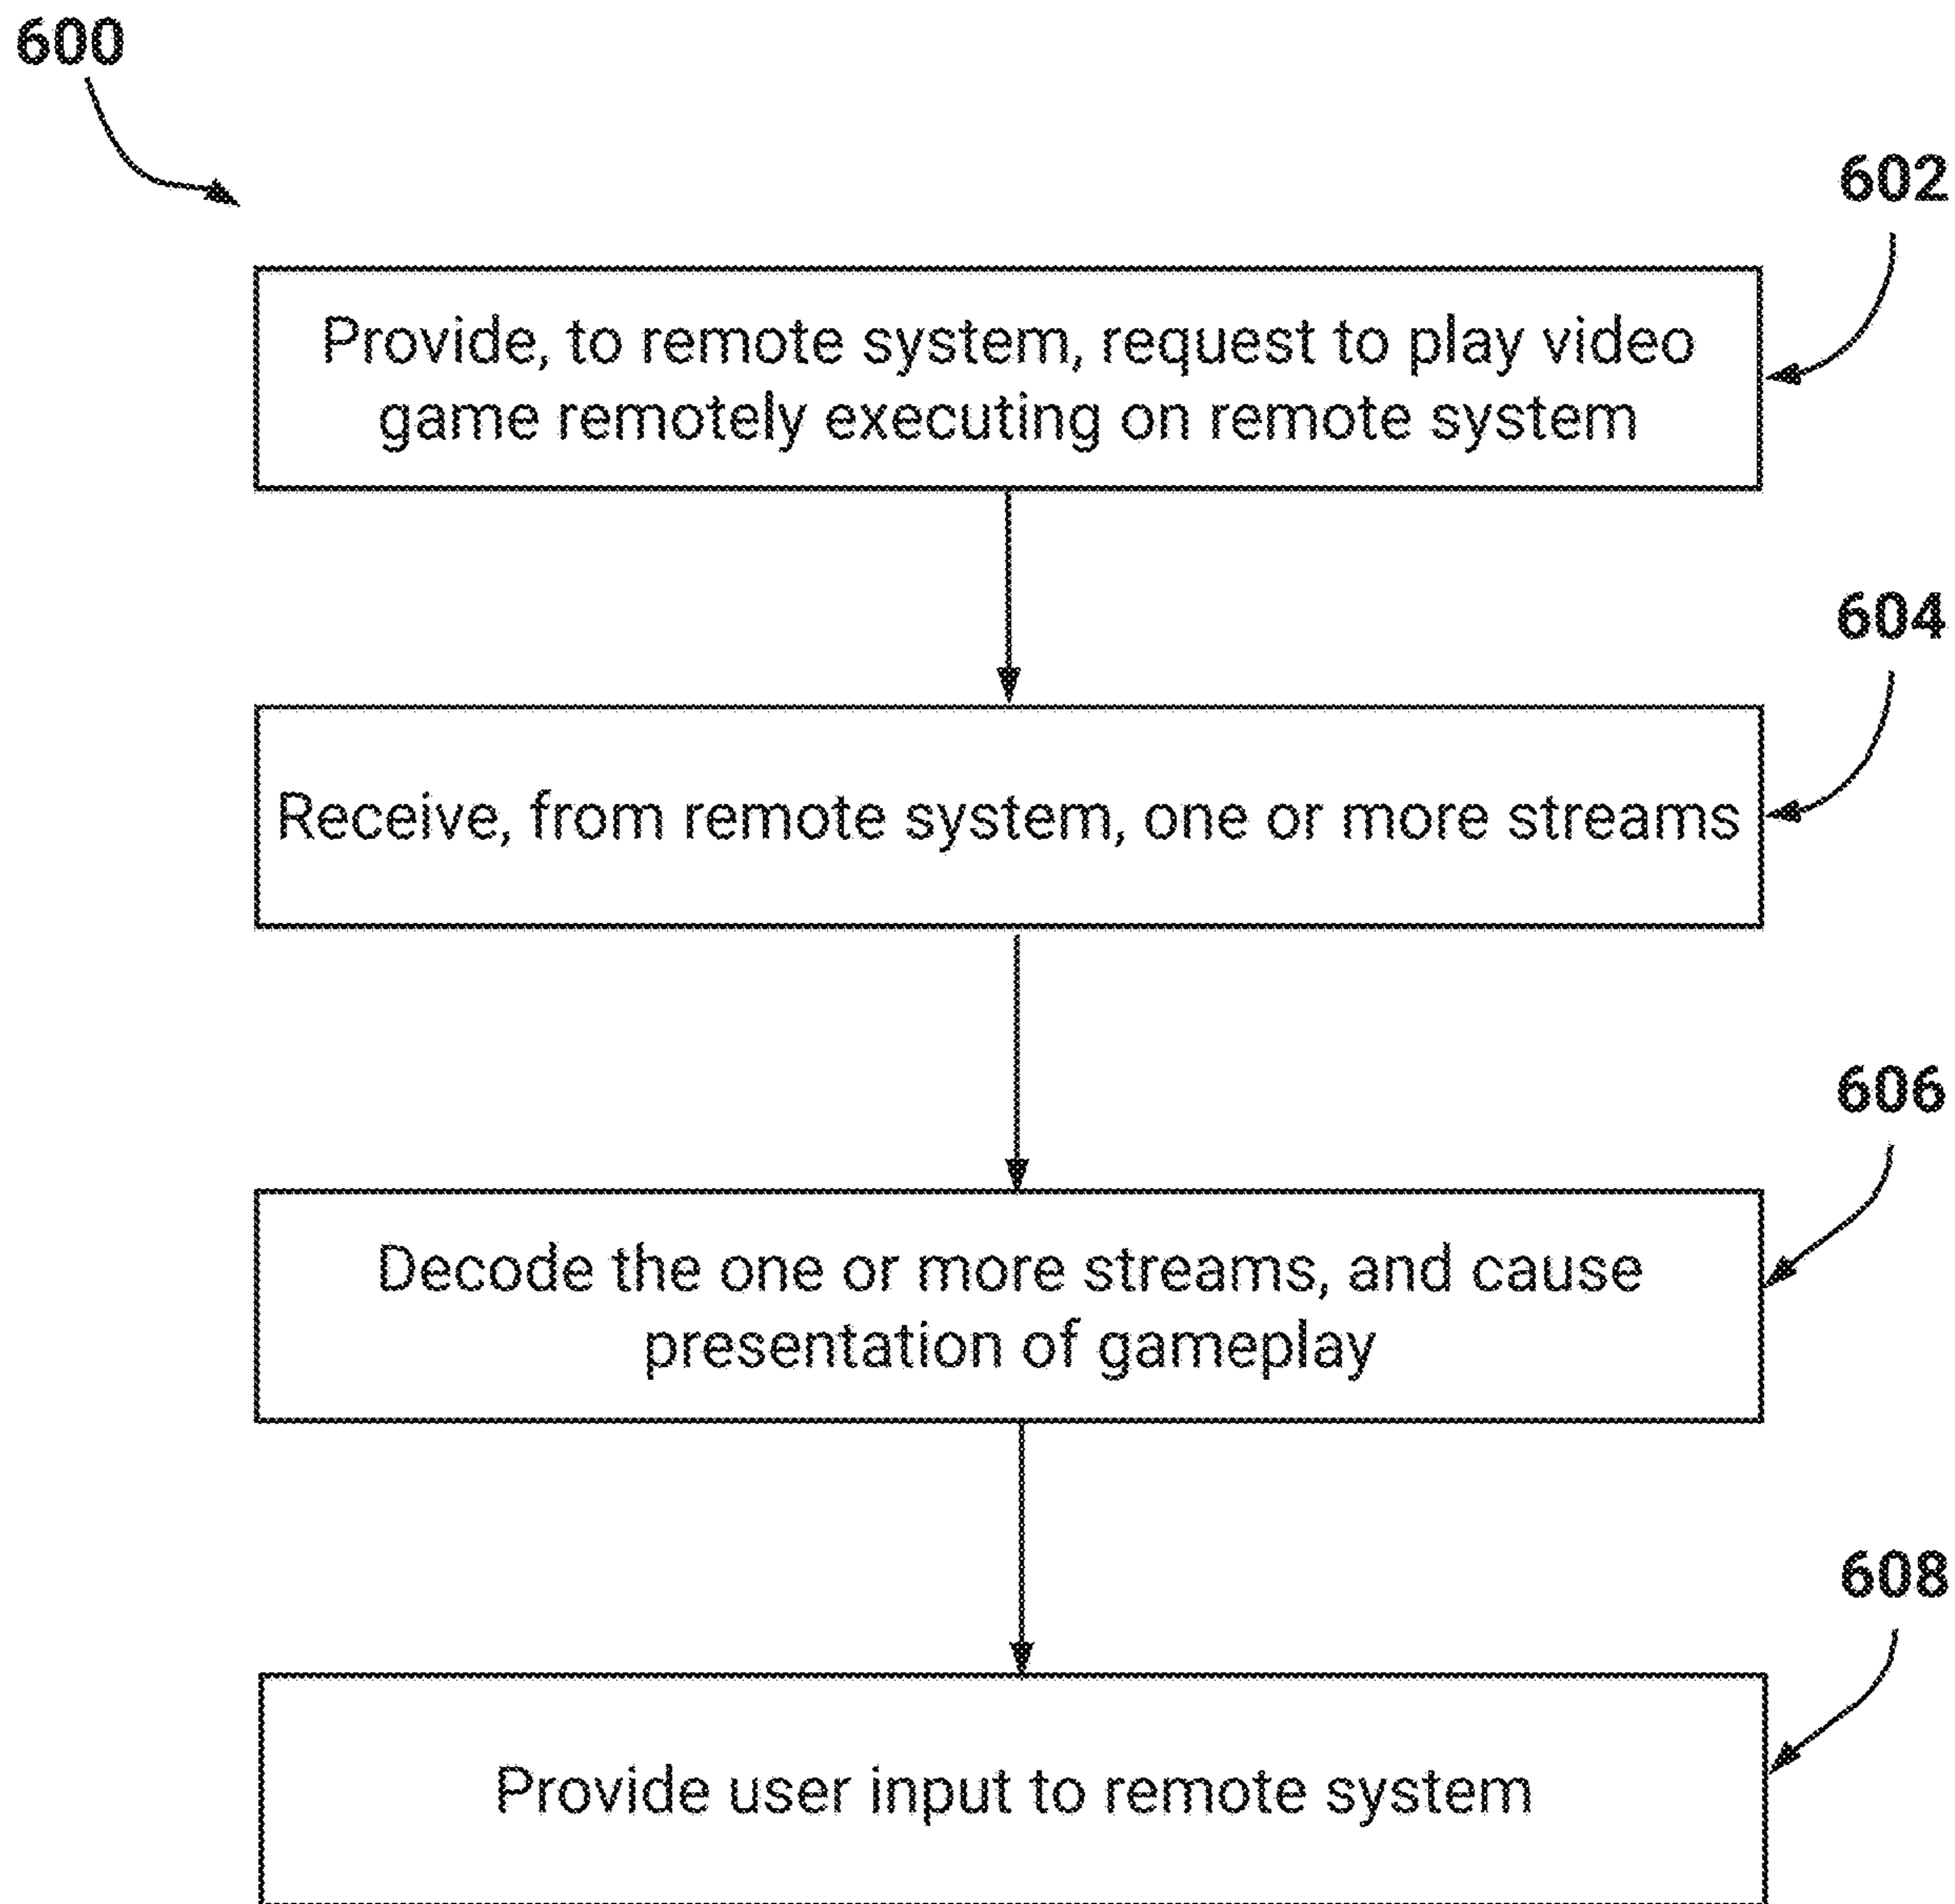 600
602
Provide, to remote system, request to play video
game remotely executing on remote system
604
Receive, from remote system, one or more streams
606
Decode the one or more streams, and cause
presentation of gameplay
608
Provide user input to remote system